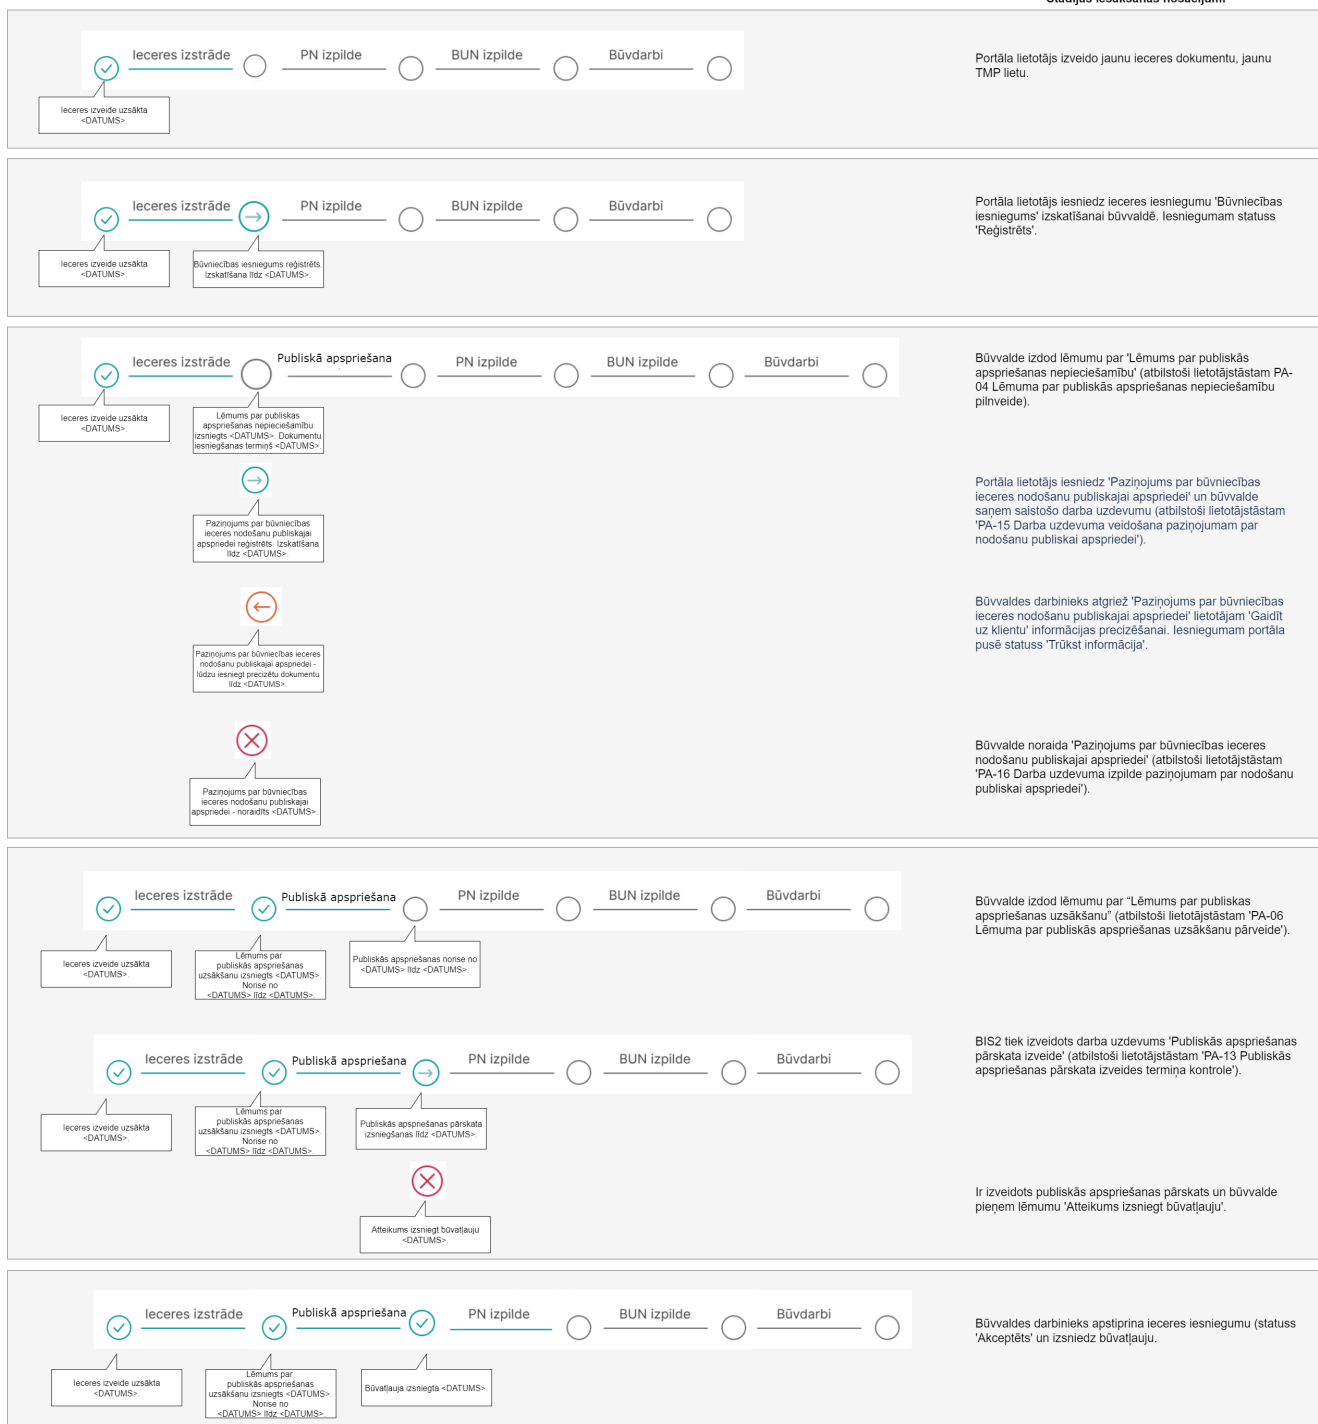 Stadijas iesākšanas nosacījumi
Ieceres izstrāde
PN izpilde
BUN izpilde
Būvdarbi
Ieceres izveide uzsākta
<DATUMS>.
Portāla lietotājs izveido jaunu ieceres dokumentu, jaunu
TMP lietu.
Ieceres izstrāde
PN izpilde
BUN izpilde
Būvdarbi
Ieceres izveide uzsākta
<DATUMS>.
Būvniecības iesniegums reģistrēts.
Izskatīšana līdz <DATUMS>.
Portāla lietotājs iesniedz ieceres iesniegumu 'Būvniecības
iesniegums' izskatīšanai būvvaldē. Iesniegumam statuss
'Reģistrēts'.
Ieceres izstrāde
Publiskā apspriešana
PN izpilde
BUN izpilde
Būvdarbi
Ieceres izveide uzsākta
<DATUMS>.
Lēmums par publiskas
apspriešanas nepieciešamību
izsniegts <DATUMS>. Dokumentu
iesniegšanas termiņš <DATUMS>.
Būvvalde izdod lēmumu par 'Lēmums par publiskās
apspriešanas nepieciešamību' (atbilstoši lietotājstāstam PA-
04 Lēmuma par publiskās apspriešanas nepieciešamību
pilnveide).
Paziņojums par būvniecības
ieceres nodošanu publiskajai
apspriedei reģistrēts. Izskatīšana
līdz <DATUMS>.
Portāla lietotājs iesniedz 'Paziņojums par būvniecības
ieceres nodošanu publiskajai apspriedei' un būvvalde
saņem saistošo darba uzdevumu (atbilstoši lietotājstāstam
'PA-15 Darba uzdevuma veidošana paziņojumam par
nodošanu publiskai apspriedei').
Paziņojums par būvniecības ieceres
nodošanu publiskajai apspriedei -
lūdzu iesniegt precizētu dokumentu
līdz <DATUMS>.
Būvvaldes darbinieks atgriež 'Paziņojums par būvniecības
ieceres nodošanu publiskajai apspriedei' lietotājam 'Gaidīt
uz klientu' informācijas precizēšanai. Iesniegumam portāla
pusē statuss 'Trūkst informācija'.
Paziņojums par būvniecības
ieceres nodošanu publiskajai
apspriedei - noraidīts <DATUMS>.
Būvvalde noraida 'Paziņojums par būvniecības ieceres
nodošanu publiskajai apspriedei' (atbilstoši lietotājstāstam
'PA-16 Darba uzdevuma izpilde paziņojumam par nodošanu
publiskai apspriedei').
Ieceres izstrāde
Publiskā apspriešana
PN izpilde
BUN izpilde
Būvdarbi
Ieceres izveide uzsākta
<DATUMS>.
Lēmums par
publiskās apspriešanas
uzsākšanu izsniegts <DATUMS>.
Norise no
<DATUMS> līdz <DATUMS>.
Publiskās apspriešanas norise no
<DATUMS> līdz <DATUMS>.
Būvvalde izdod lēmumu par “Lēmums par publiskas
apspriešanas uzsākšanu” (atbilstoši lietotājstāstam 'PA-06
Lēmuma par publiskās apspriešanas uzsākšanu pārveide').
Ieceres izstrāde
Publiskā apspriešana
PN izpilde
BUN izpilde
Būvdarbi
Ieceres izveide uzsākta
<DATUMS>.
Lēmums par
publiskās apspriešanas
uzsākšanu izsniegts <DATUMS>.
Norise no
<DATUMS> līdz <DATUMS>.
Publiskās apspriešanas pārskata
izsniegšanas līdz <DATUMS>.
BIS2 tiek izveidots darba uzdevums 'Publiskās apspriešanas
pārskata izveide' (atbilstoši lietotājstāstam 'PA-13 Publiskās
apspriešanas pārskata izveides termiņa kontrole').
Atteikums izsniegt būvatļauju
<DATUMS>.
Ir izveidots publiskās apspriešanas pārskats un būvvalde
pieņem lēmumu 'Atteikums izsniegt būvatļauju'.
Ieceres izstrāde
Publiskā apspriešana
PN izpilde
BUN izpilde
Būvdarbi
Ieceres izveide uzsākta
<DATUMS>.
Lēmums par
publiskās apspriešanas
uzsākšanu izsniegts <DATUMS>.
Norise no
<DATUMS> līdz <DATUMS>.
Būvatļauja izsniegta <DATUMS>.
Būvvaldes darbinieks apstiprina ieceres iesniegumu (statuss
'Akceptēts' un izsniedz būvatļauju.